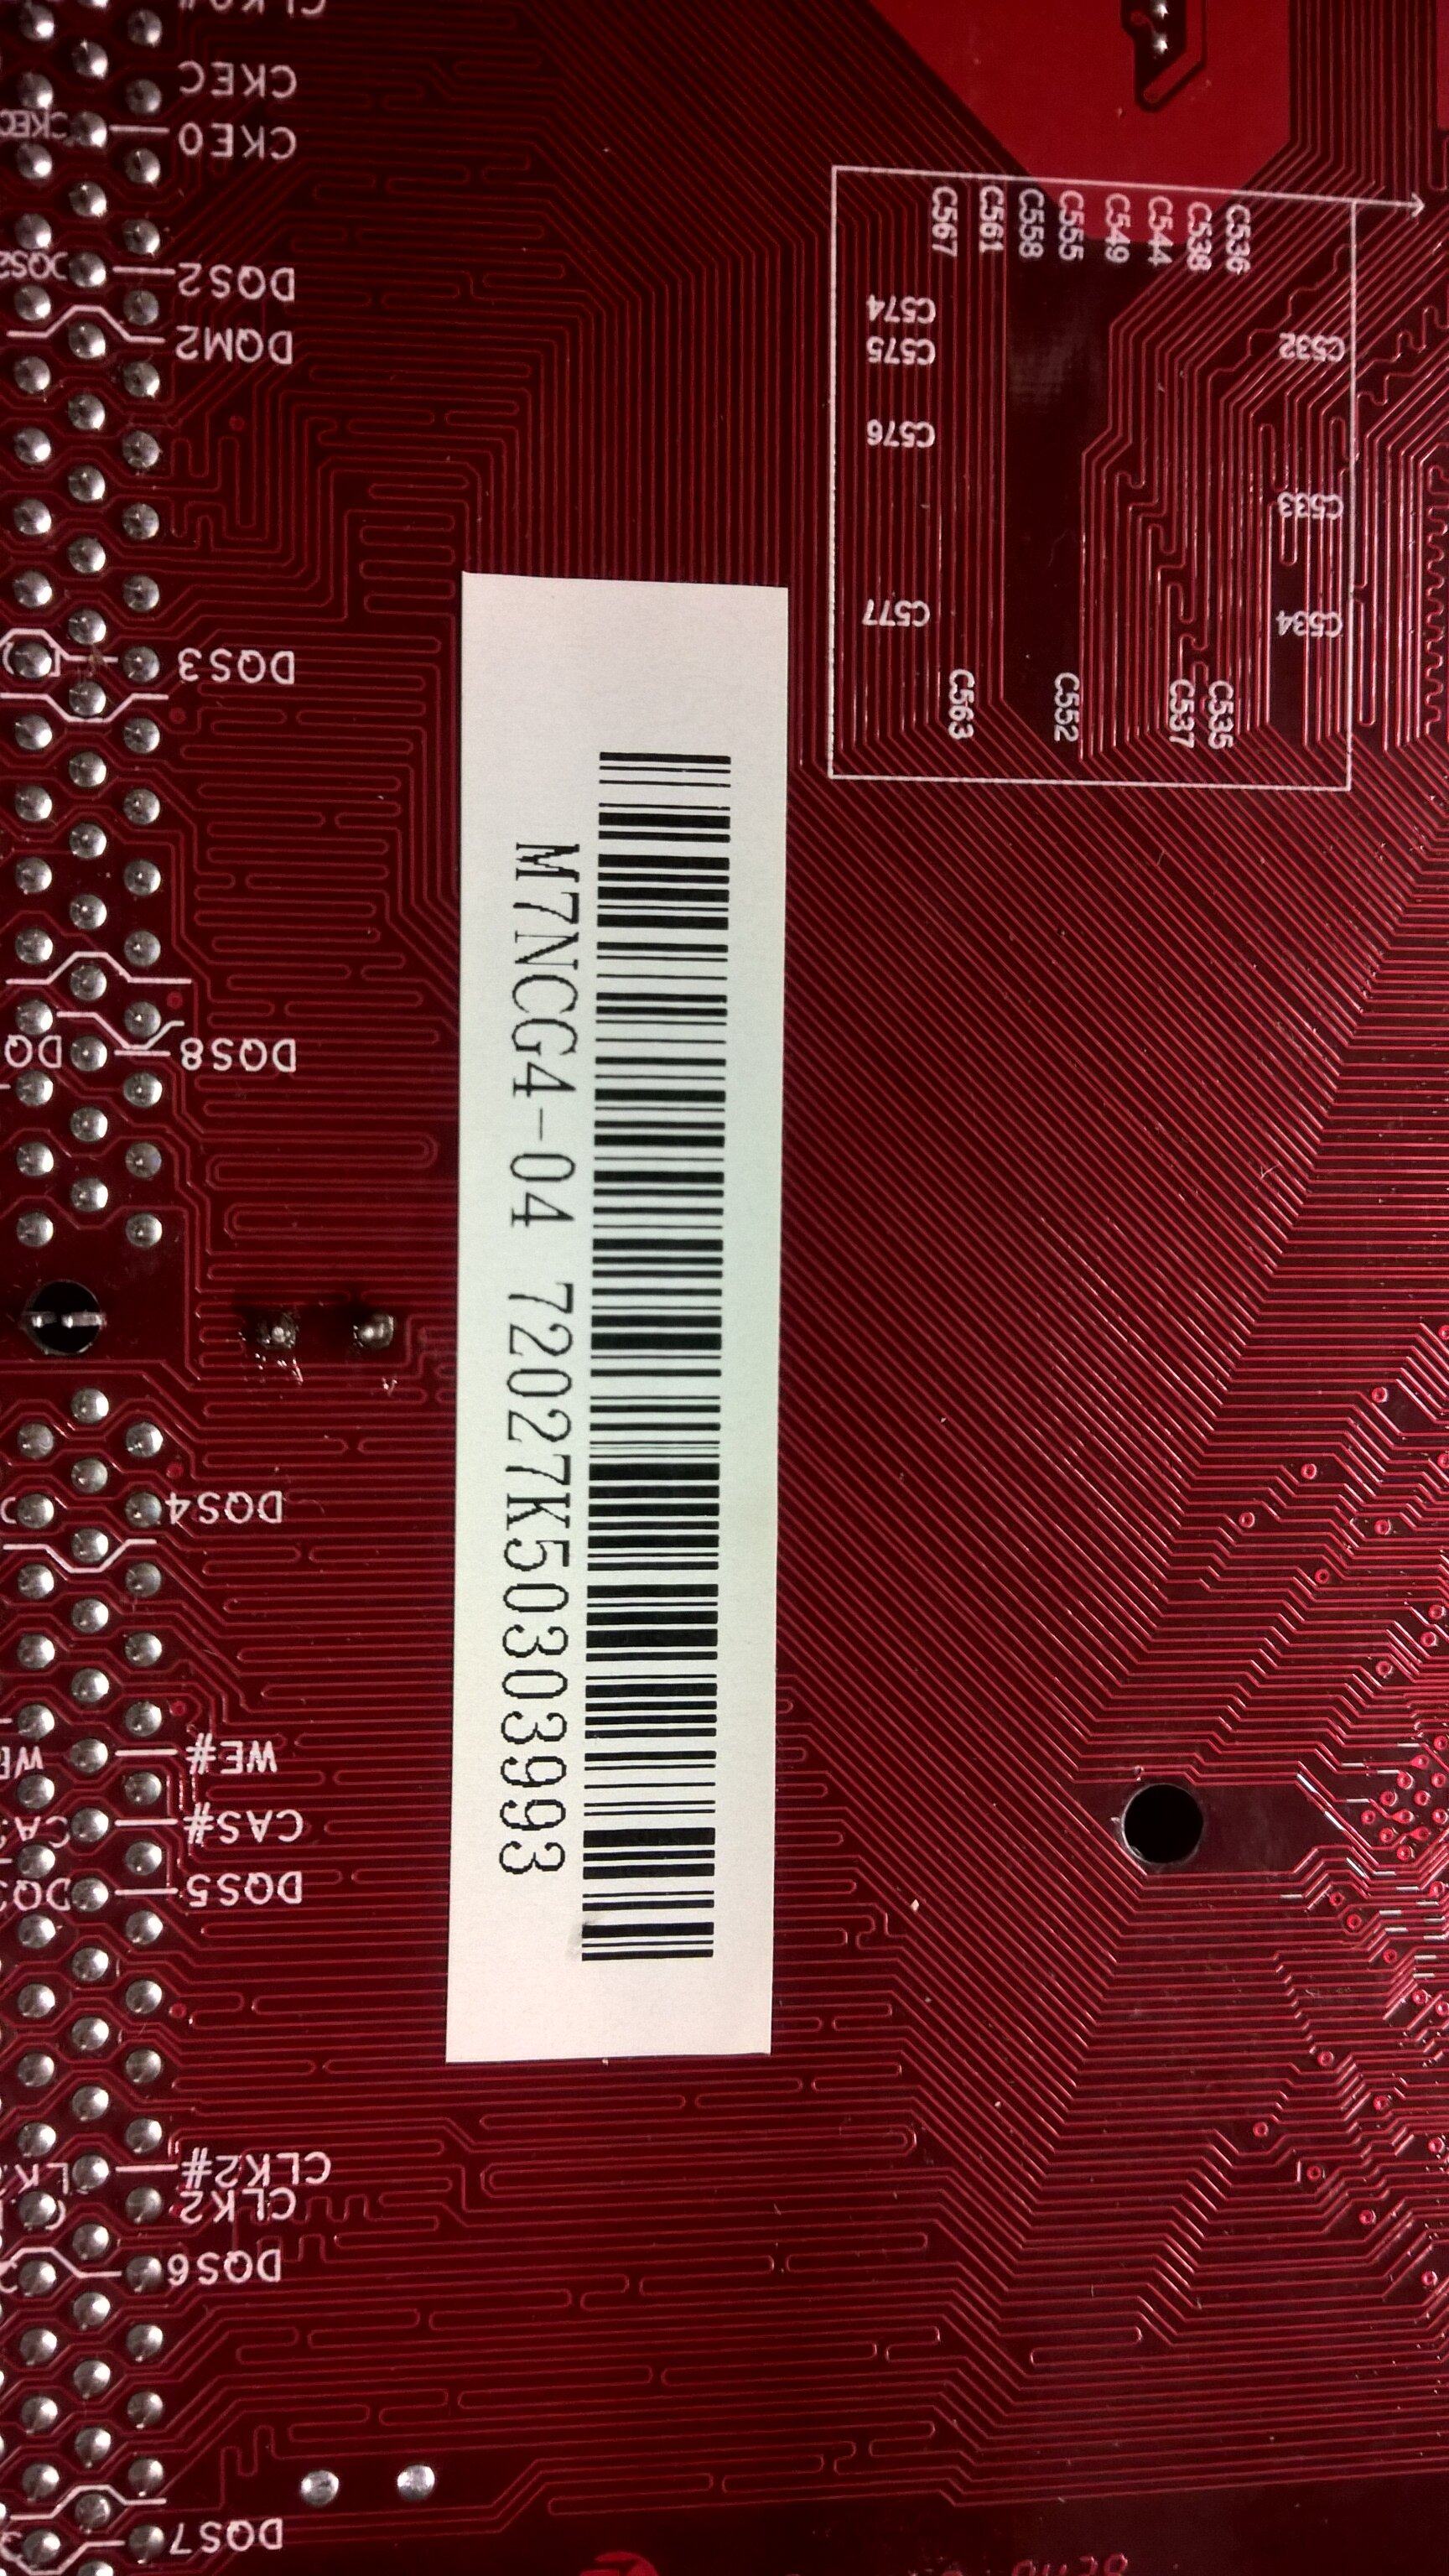 CKEC
CKE0
DQS2
DQM2
DQS3
DQS8
DQS4
WE#
CAS#
DQS5
CLK2#
CLK2
DQS6
DQS7
M7NCG4-04 72027K50303993
C567 C561 C558 C555 C549 C544 C538 C536
C574
C575
C576
C577
C532
C533
C534
C563 C552 C537 C535